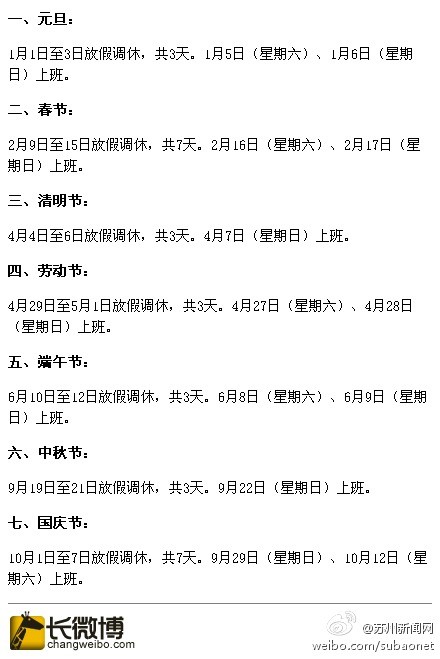 一、元旦：
1月1日至3日放假调休，共3天。1月5日（星期六）、1月6日（星期
日）上班。
二、春节：
2月9日至15日放假调休，共7天。2月16日（星期六）、2月17日（星
期日）上班。
三、清明节：
4月4日至6日放假调休，共3天。4月7日（星期日）上班。
四、劳动节：
4月29日至5月1日放假调休，共3天。4月27日（星期六）、4月28日
（星期日）上班。
五、端午节：
6月10日至12日放假调休，共3天。6月8日（星期六）、6月9日（星期
日）上班。
六、中秋节：
9月19日至21日放假调休，共3天。9月22日（星期日）上班。
七、国庆节：
10月1日至7日放假调休，共7天。9月29日（星期日）、10月12日（星
期六）上班。
长微博
changweibo.com
@苏州新闻网
weibo.com/subaonet